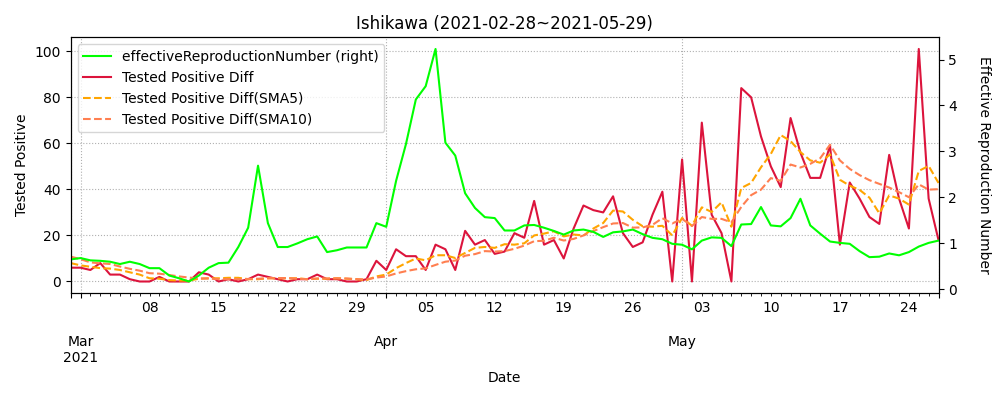 Ishikawa (2021-02-28~2021-05-29)
effectiveReproductionNumber (right)
Tested Positive Diff
Tested Positive Diff(SMA5)
Tested Positive Diff(SMA10)
Tested Positive
100
80
60
40
20
0
5
4
3
2
1
0
Effective Reproduction Number
08 15 22 29 05 12 19 26 03 10 17 24
Mar Apr May
2021
Date